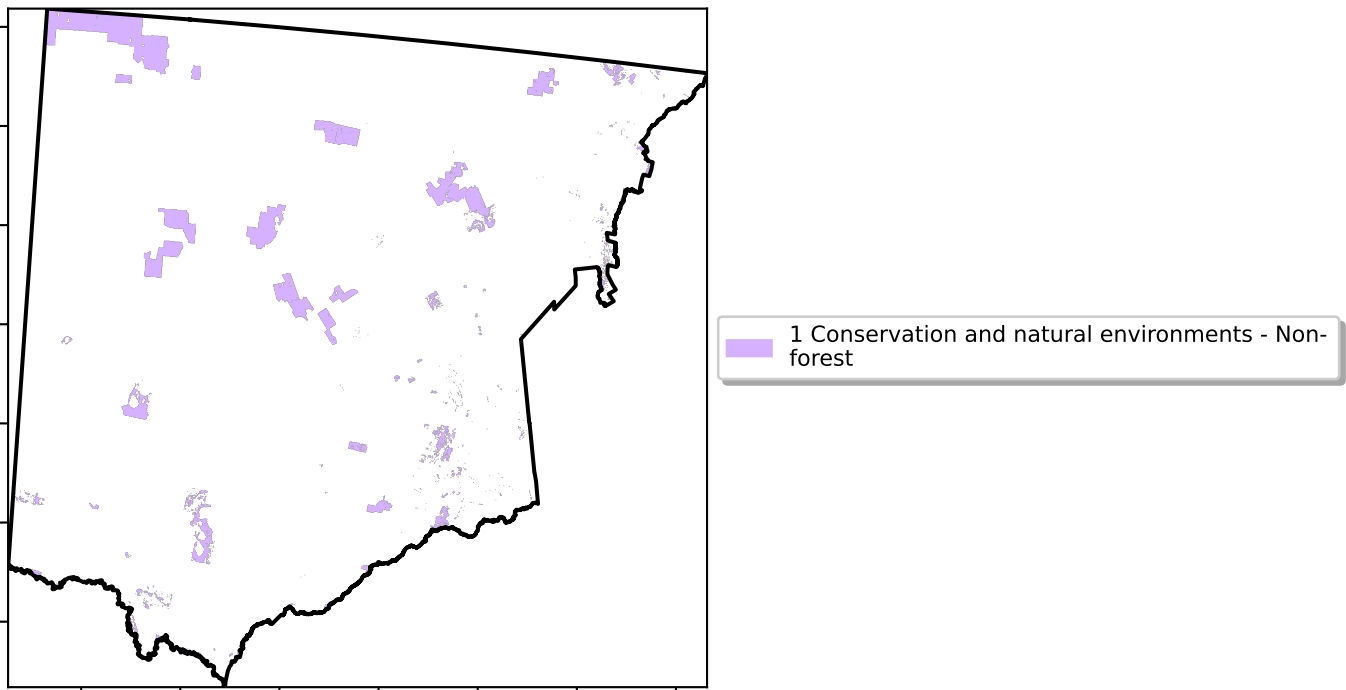 1 Conservation and natural environments - Non-
forest